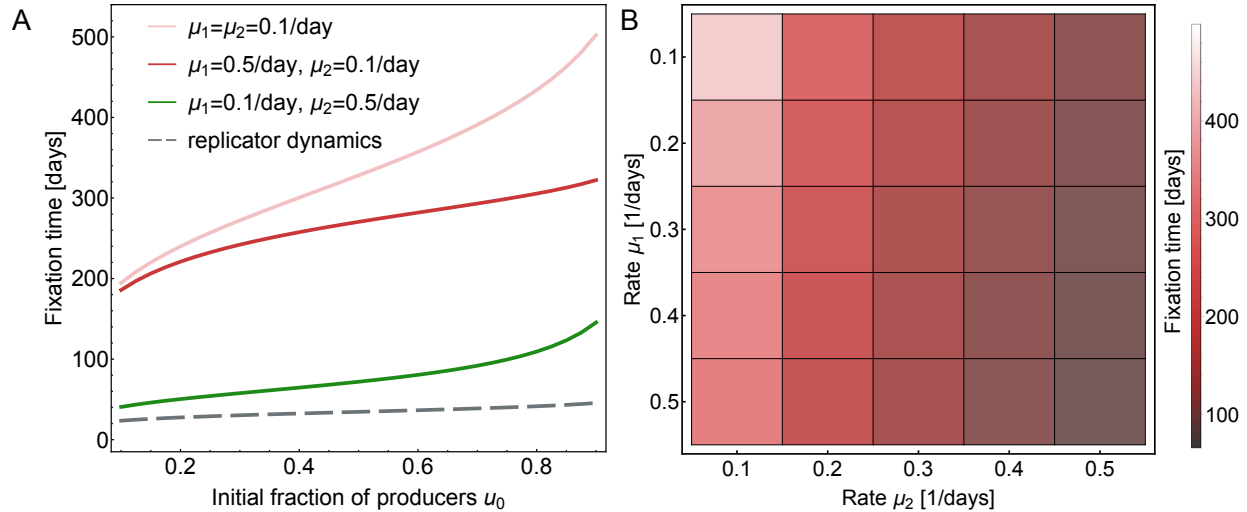 A
500
400
300
200
100
0
Fixation time [days]
μ1=μ2=0.1/day
μ1=0.5/day, μ2=0.1/day
μ1=0.1/day, μ2=0.5/day
replicator dynamics
0.2
0.4
0.6
0.8
Initial fraction of producers u0
B
0.1
0.2
0.3
0.4
0.5
Rate μ1 [1/days]
0.1
0.2
0.3
0.4
0.5
Rate μ2 [1/days]
Fixation time [days]
400
300
200
100